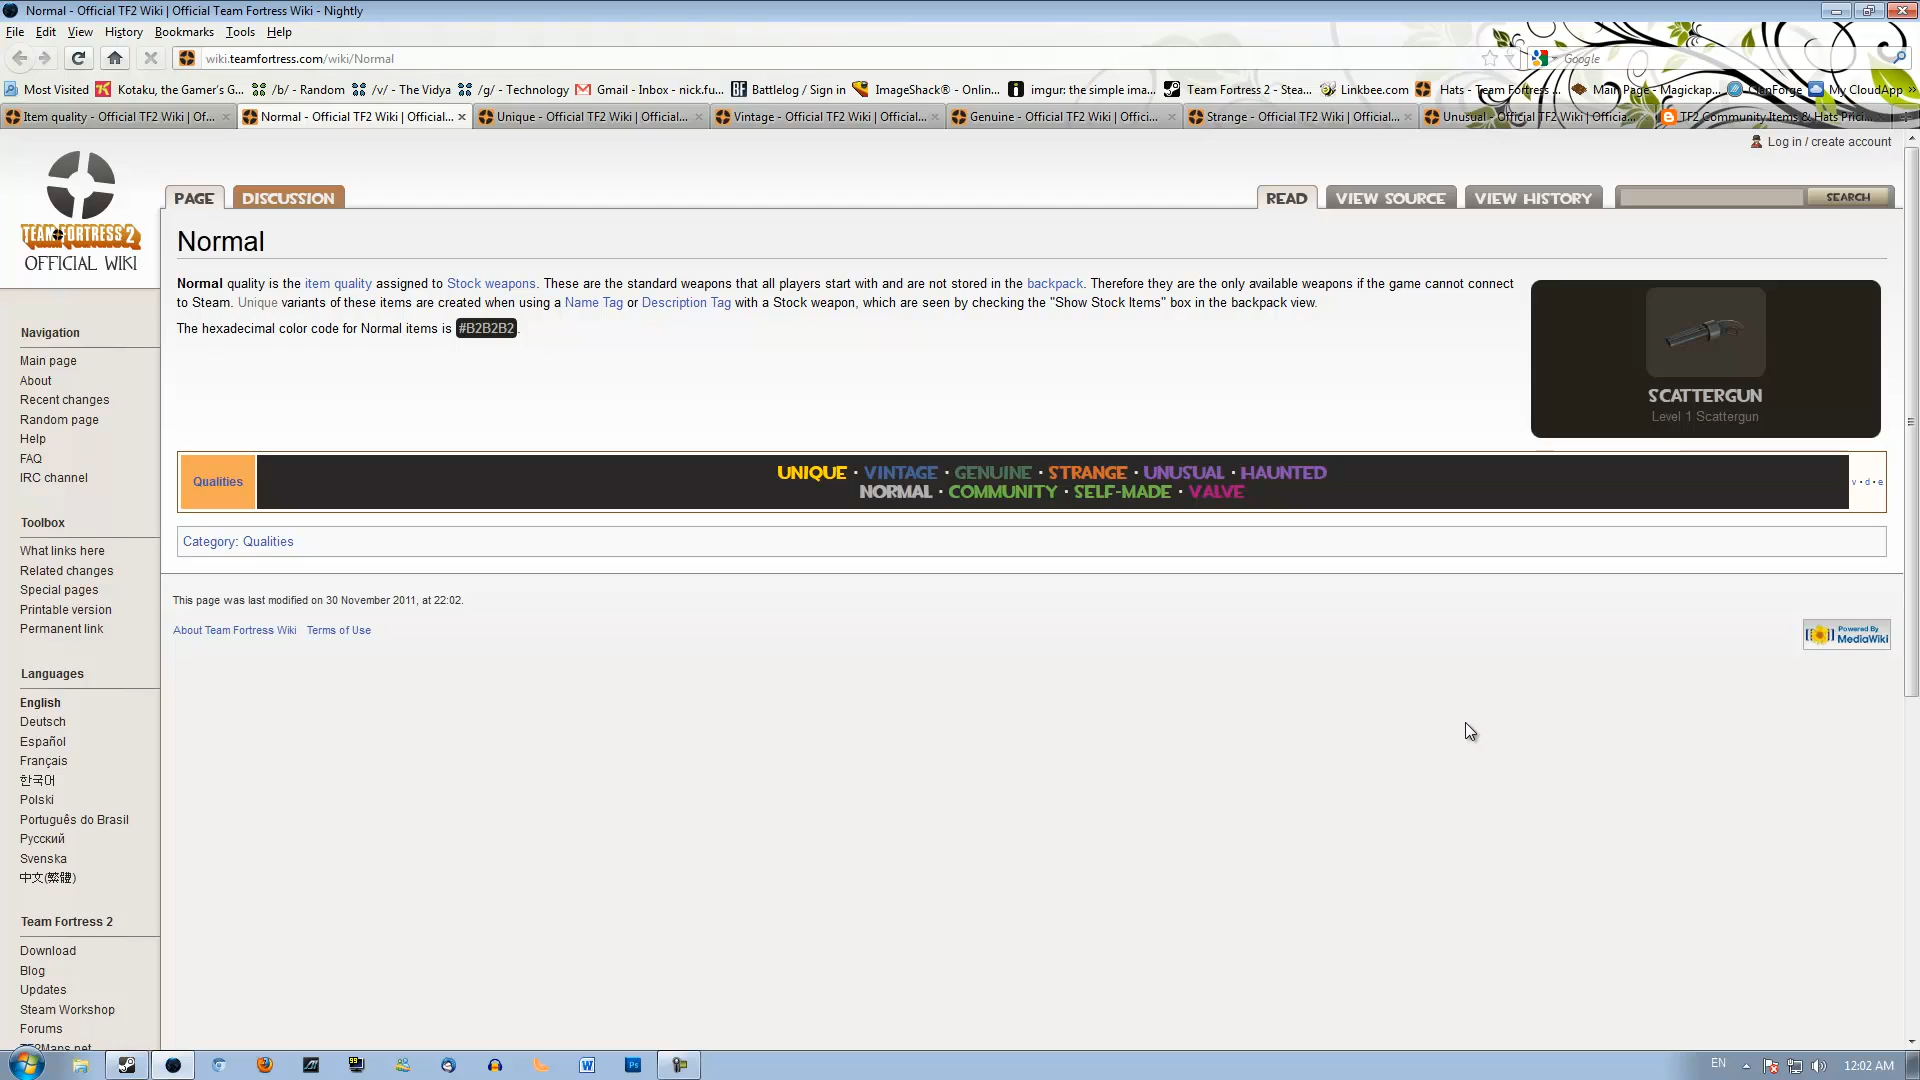 Normal - Official TF2 Wiki | Official Team Fortress Wiki - Nightly
File Edit View History Bookmarks Tools Help
wiki.teamfortress.com/wiki/Normal
Google
Most Visited Kotaku, the Gamer's G... /b/ - Random /v/ - The Vidya /g/ - Technology Gmail - Inbox - nick.fu... Battlelog / Sign in ImageShack® - Onlin... imgur: the simple ima... Team Fortress 2 - Stea... Linkbee.com Hats - Team Fortress ... Main Page - Magickap... ClanForge My CloudApp »
Item quality - Official TF2 Wiki | Of... Normal - Official TF2 Wiki | Official... Unique - Official TF2 Wiki | Official... Vintage - Official TF2 Wiki | Official... Genuine - Official TF2 Wiki | Offici... Strange - Official TF2 Wiki | Official... Unusual - Official TF2 Wiki | Officia... TF2 Community Items & Hats Prici...
Log in / create account
TEAM FORTRESS 2
OFFICIAL WIKI
PAGE DISCUSSION READ VIEW SOURCE VIEW HISTORY SEARCH
Normal
Normal quality is the item quality assigned to Stock weapons. These are the standard weapons that all players start with and are not stored in the backpack. Therefore they are the only available weapons if the game cannot connect
to Steam. Unique variants of these items are created when using a Name Tag or Description Tag with a Stock weapon, which are seen by checking the "Show Stock Items" box in the backpack view.
The hexadecimal color code for Normal items is #B2B2B2.
SCATTERGUN
Level 1 Scattergun
Qualities
UNIQUE · VINTAGE · GENUINE · STRANGE · UNUSUAL · HAUNTED
NORMAL · COMMUNITY · SELF-MADE · VALVE
v · d · e
Category: Qualities
This page was last modified on 30 November 2011, at 22:02.
About Team Fortress Wiki Terms of Use
Powered By
MediaWiki
Navigation
Main page
About
Recent changes
Random page
Help
FAQ
IRC channel
Toolbox
What links here
Related changes
Special pages
Printable version
Permanent link
Languages
English
Deutsch
Español
Français
한국어
Polski
Português do Brasil
Русский
Svenska
中文(繁體)
Team Fortress 2
Download
Blog
Updates
Steam Workshop
Forums
TF2Maps.net
EN 12:02 AM